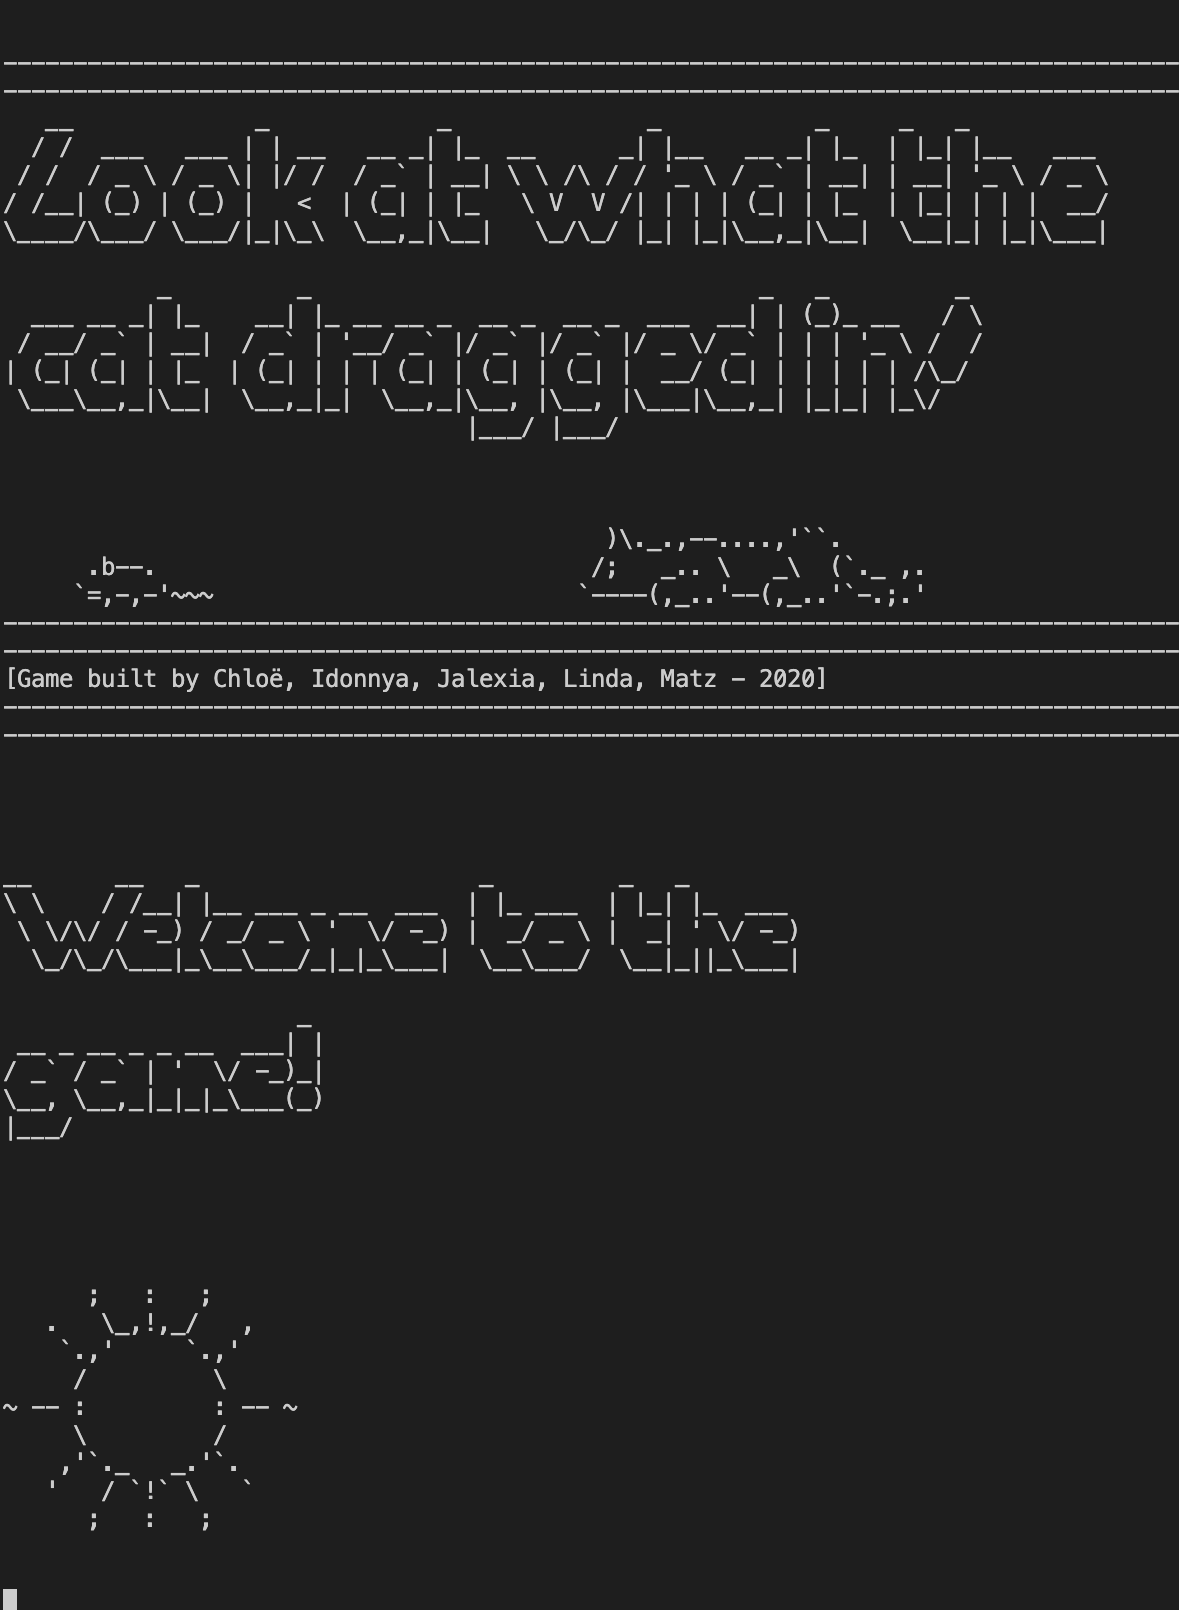 Look at what the
cat dragged in!
[Game built by Chloë, Idonnya, Jalexia, Linda, Matz - 2020]
Welcome to the
game!